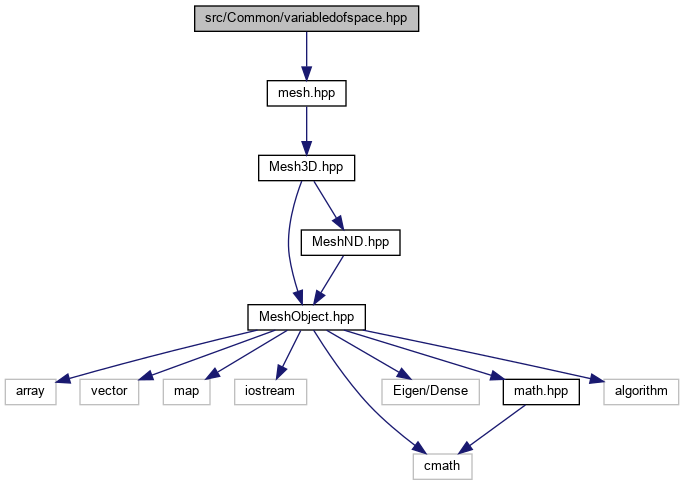 src/Common/variabledofspace.hpp
mesh.hpp
Mesh3D.hpp
MeshND.hpp
MeshObject.hpp
array
vector
map
iostream
Eigen/Dense
math.hpp
algorithm
cmath